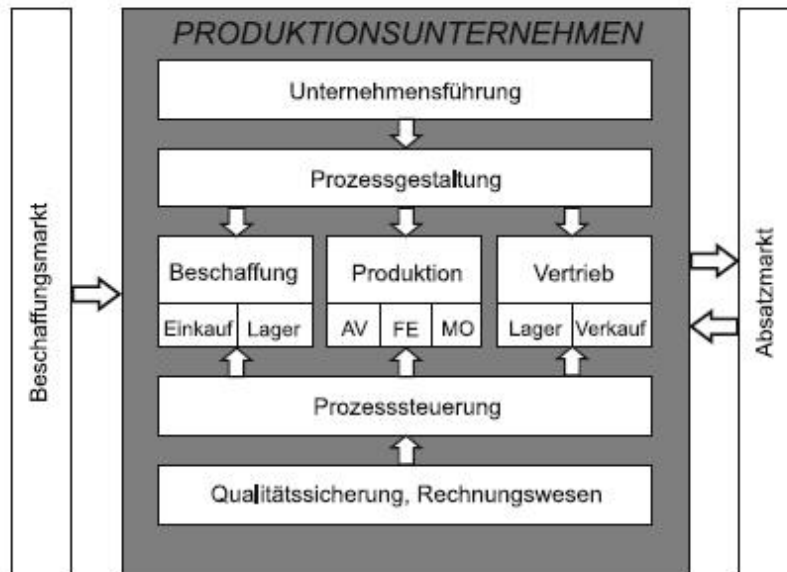 PRODUKTIONSUNTERNEHMEN
Unternehmensführung
Prozessgestaltung
Beschaffungsmarkt
Beschaffung
Einkauf
Lager
Produktion
AV
FE
MO
Vertrieb
Lager
Verkauf
Absatzmarkt
Prozesssteuerung
Qualitätssicherung, Rechnungswesen